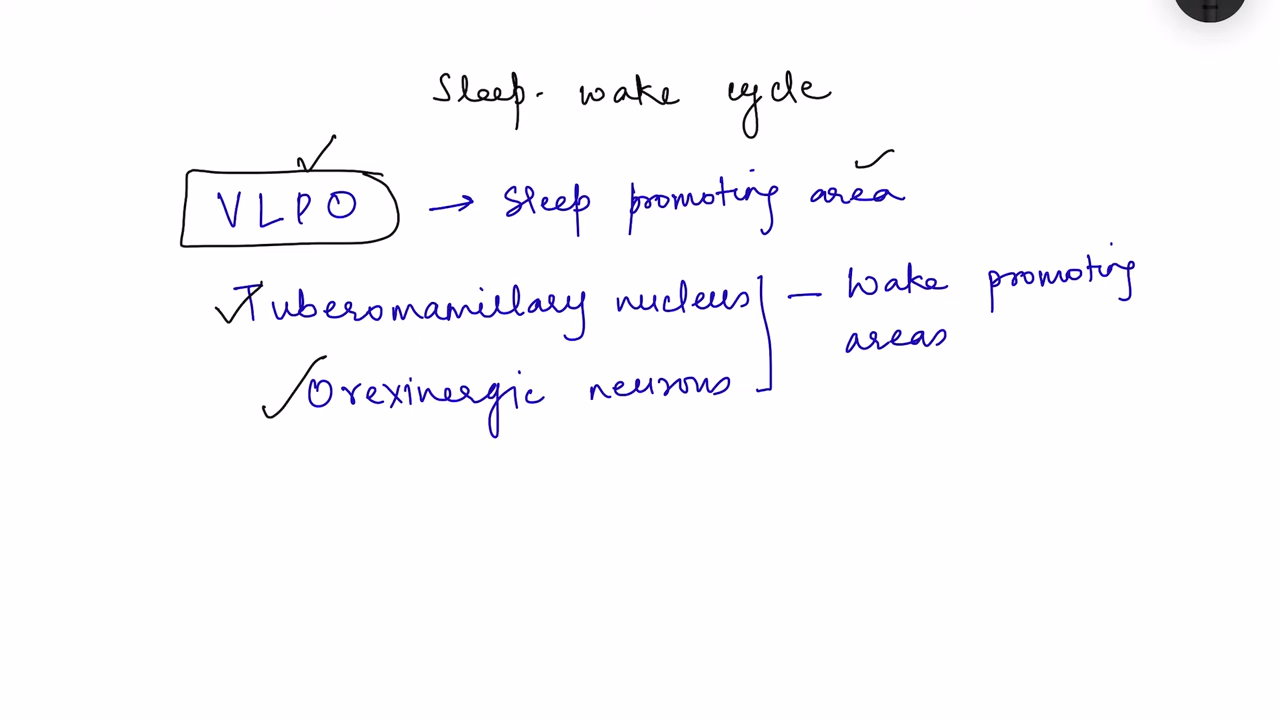 Sleep- wake cycle
VLPO → Sleep promoting area
Tuberomamillary nucleus — Wake promoting
areas
Orexinergic neurons